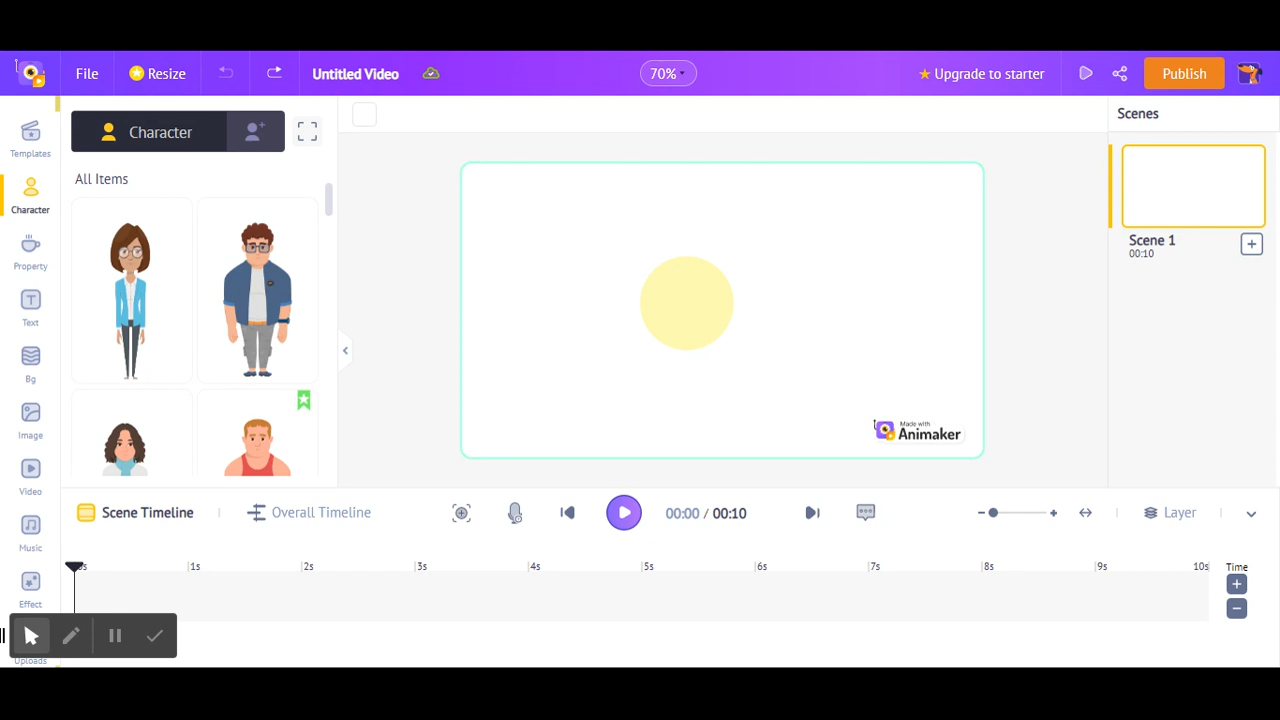 File
Resize
Untitled Video
70%
Upgrade to starter
Publish
Templates
Character
Property
Text
Bg
Image
Video
Music
Effect
Uploads
Character
All Items
Made with
Animaker
Scenes
Scene 1
00:10
Scene Timeline
Overall Timeline
00:00 / 00:10
Layer
0s 1s 2s 3s 4s 5s 6s 7s 8s 9s 10s
Time